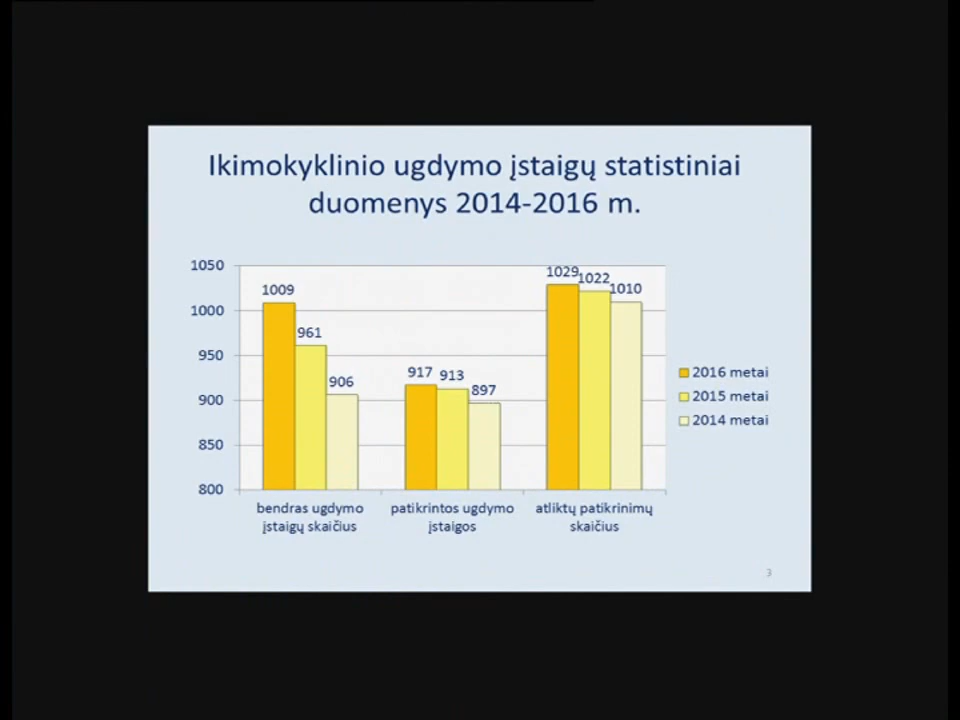 Ikimokyklinio ugdymo įstaigų statistiniai
duomenys 2014-2016 m.
1050
1000
950
900
850
800
1009
961
906
917
913
897
1029
1022
1010
bendras ugdymo
įstaigų skaičius
patikrintos ugdymo
įstaigos
atliktų patikrinimų
skaičius
2016 metai
2015 metai
2014 metai
3